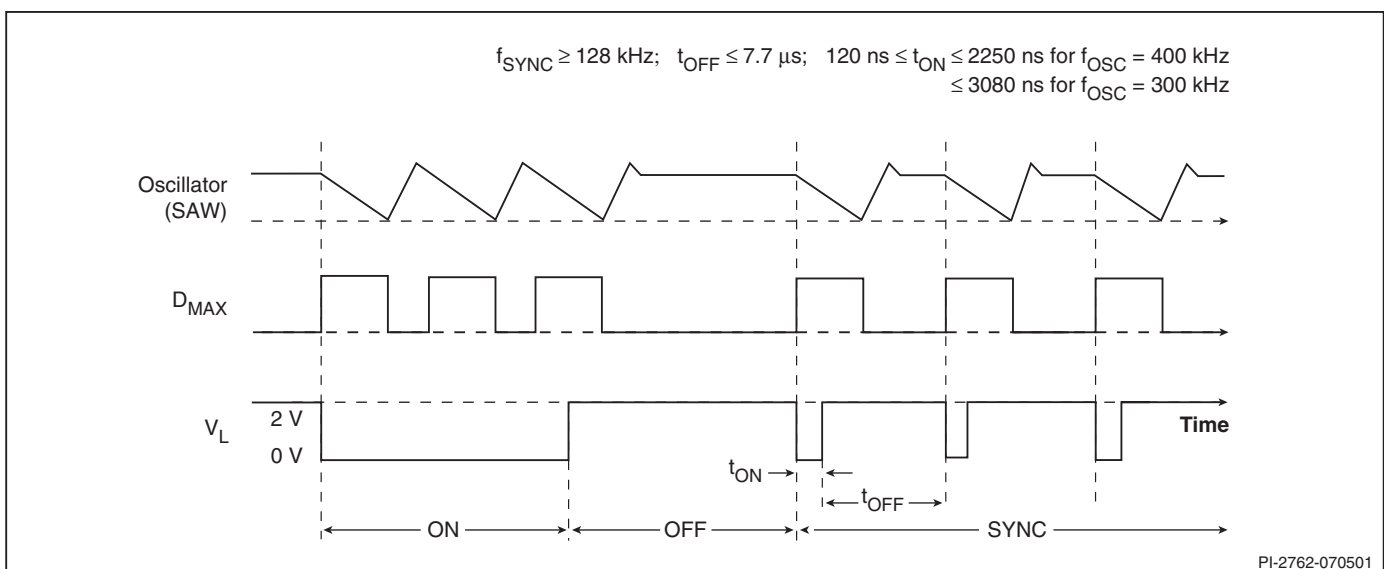 fSYNC ≥ 128 kHz; tOFF ≤ 7.7 µs; 120 ns ≤ tON ≤ 2250 ns for fOSC = 400 kHz
≤ 3080 ns for fOSC = 300 kHz
Oscillator
(SAW)
DMAX
VL
2 V
0 V
Time
tON
tOFF
ON
OFF
SYNC
PI-2762-070501